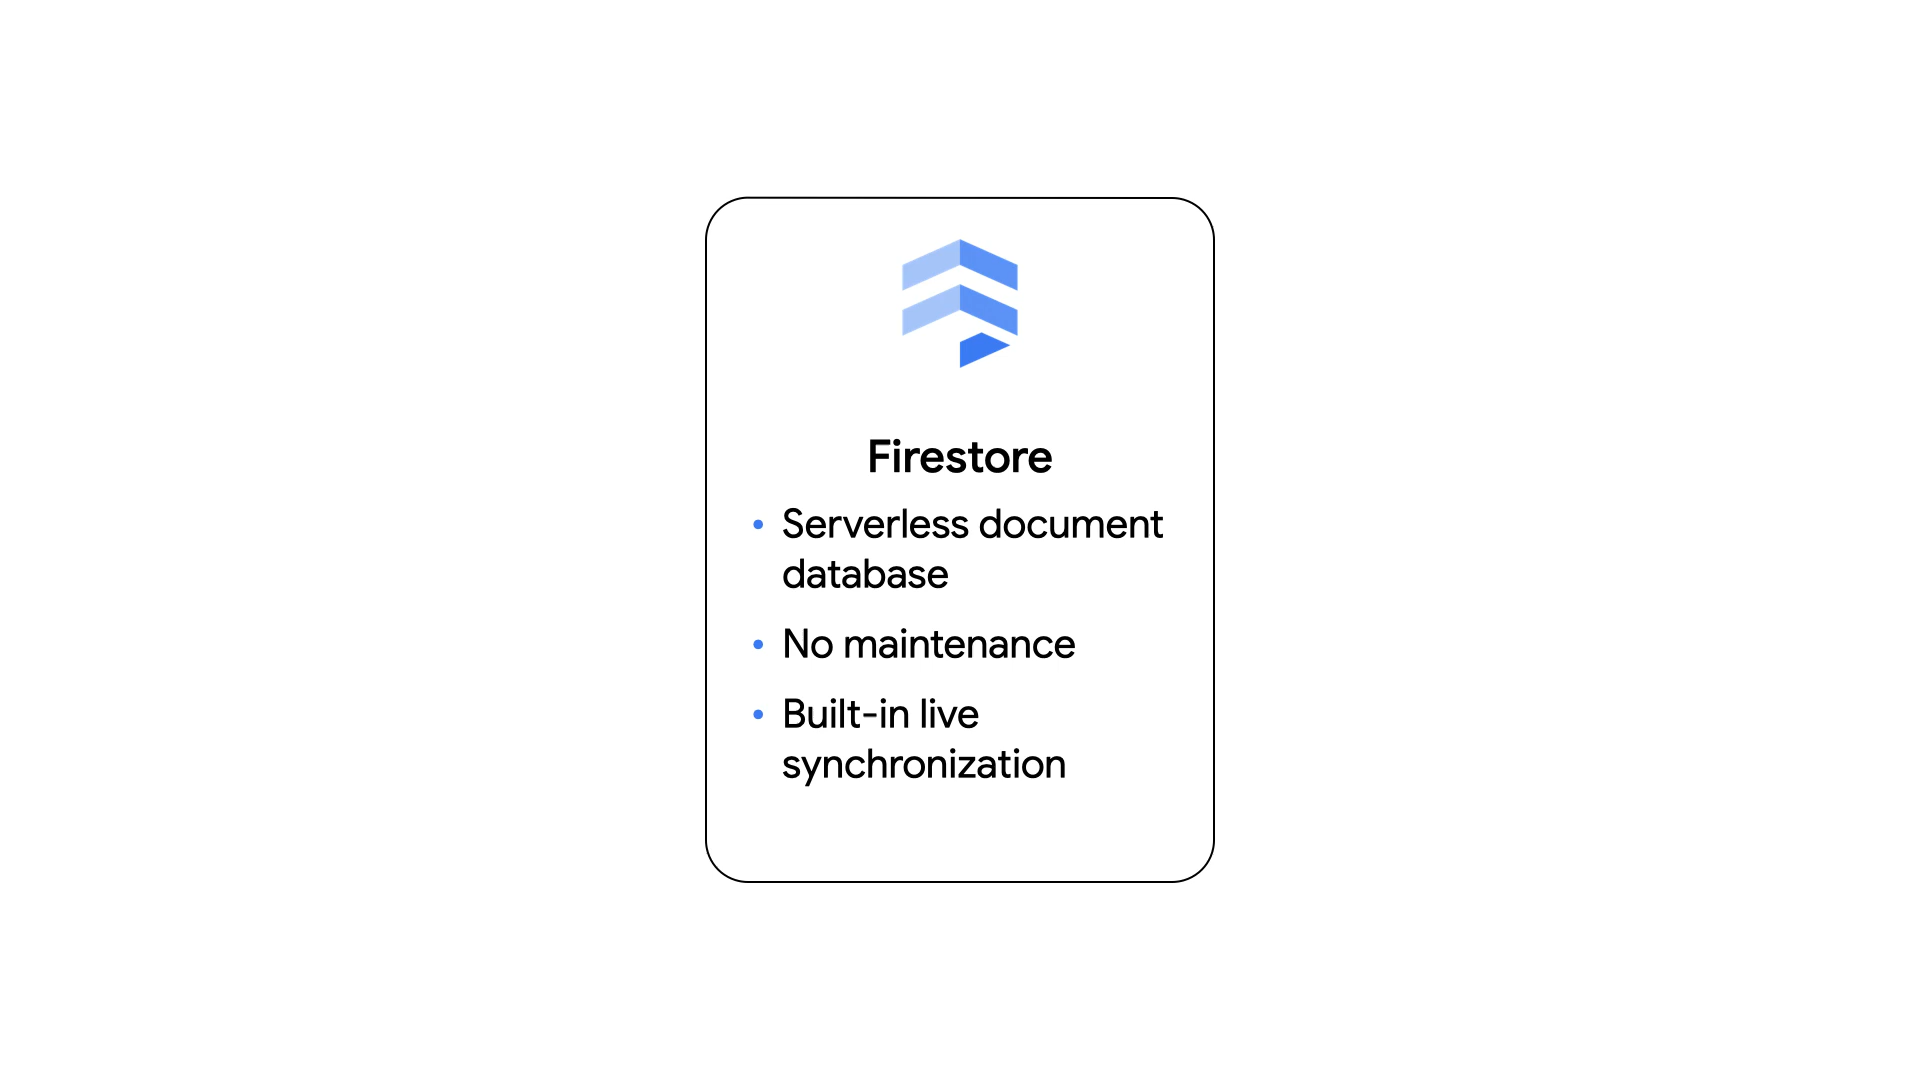 Firestore
• Serverless document
database
• No maintenance
• Built-in live
synchronization